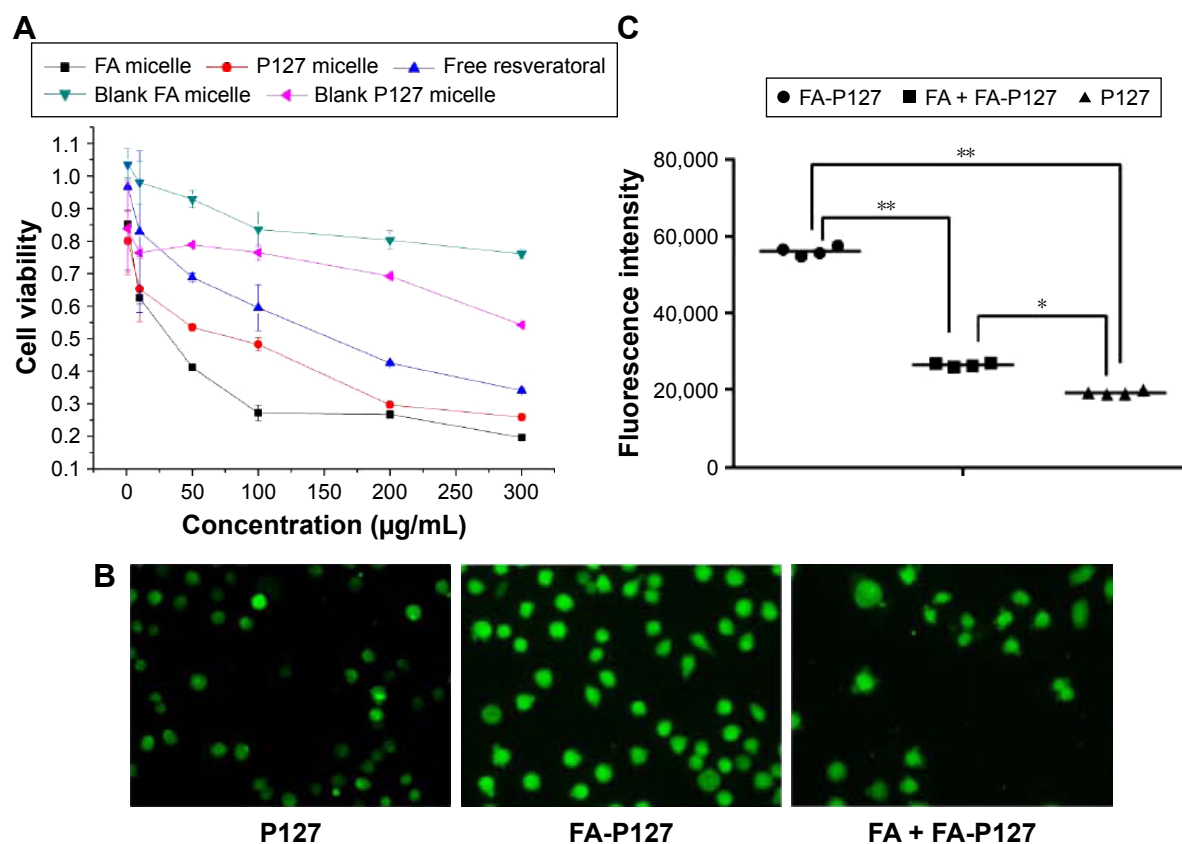 A
FA micelle P127 micelle Free resveratoral
Blank FA micelle Blank P127 micelle
1.1
1.0
0.9
0.8
0.7
0.6
0.5
0.4
0.3
0.2
0.1
Cell viability
0 50 100 150 200 250 300
Concentration (µg/mL)
C
FA-P127 FA + FA-P127 P127
80,000
60,000
40,000
20,000
0
Fluorescence intensity
**
**
*
B
P127 FA-P127 FA + FA-P127